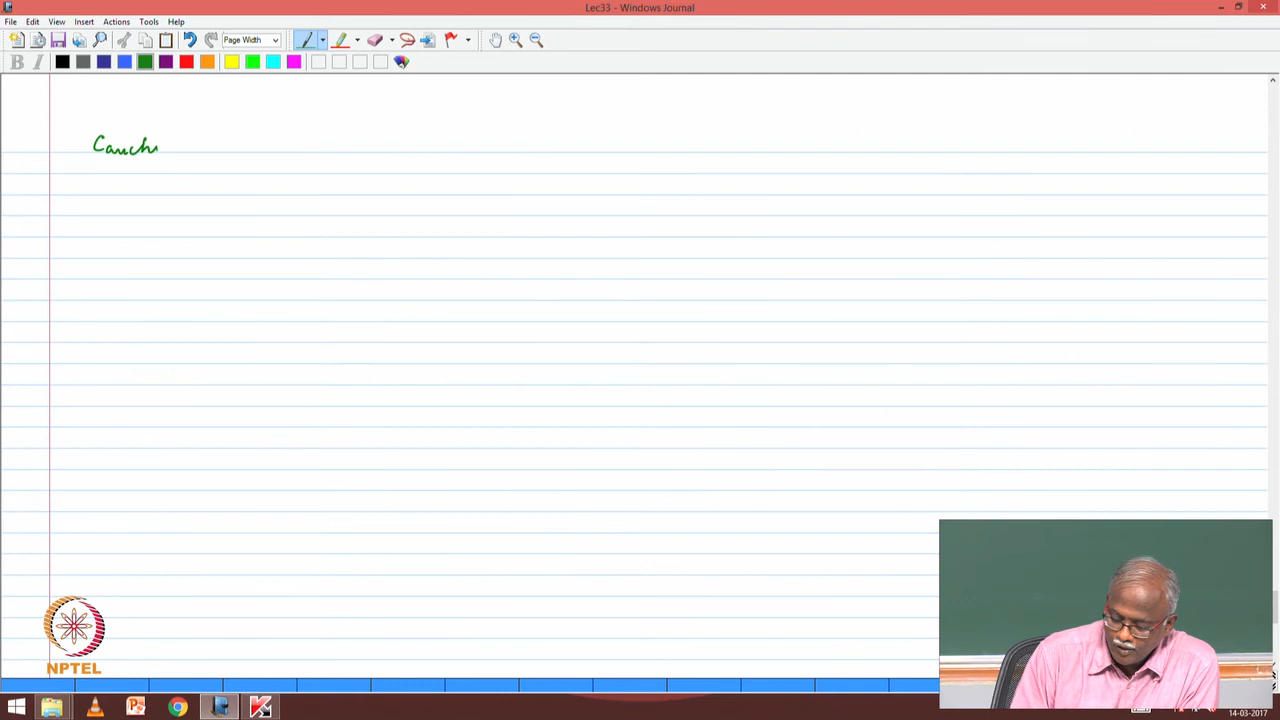 Lec33 - Windows Journal
File Edit View Insert Actions Tools Help
Page Width
B I
Cauch
NPTEL
14-03-2017